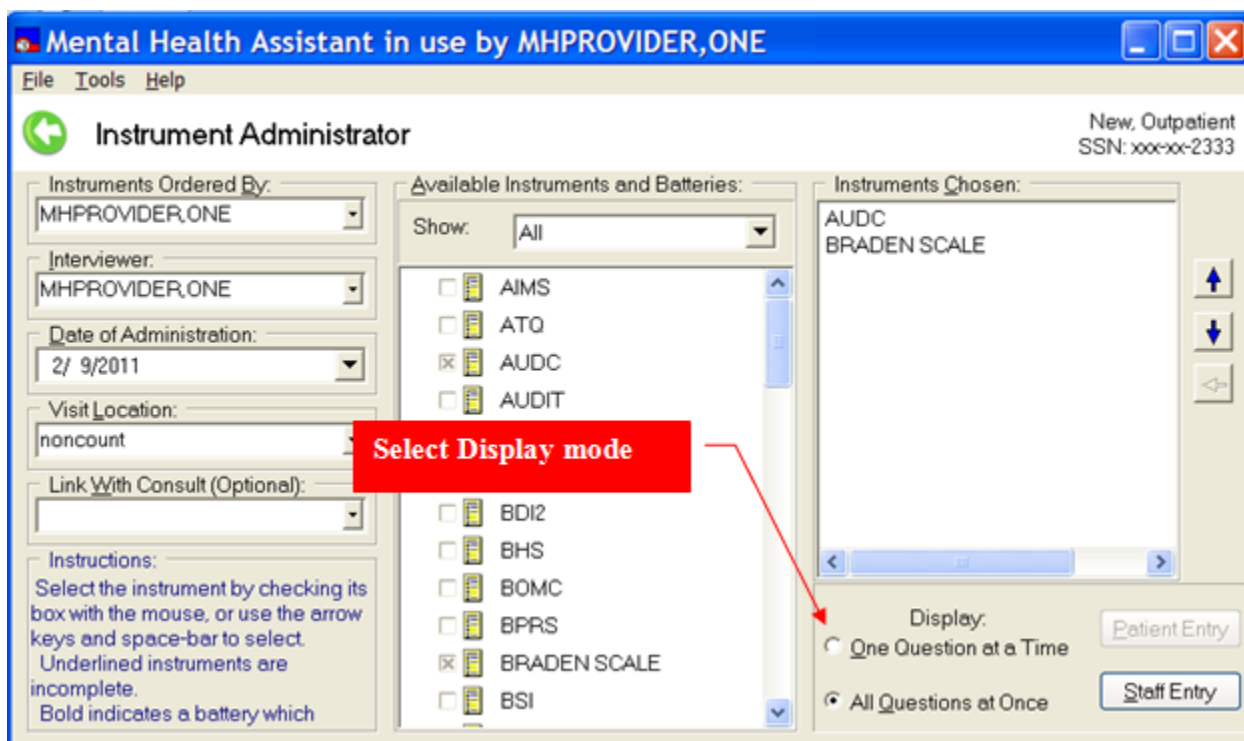 Mental Health Assistant in use by MHPROVIDER,ONE
File Tools Help
Instrument Administrator
New, Outpatient
SSN: xxx-xx-2333
Instruments Ordered By:
MHPROVIDER,ONE
Interviewer:
MHPROVIDER,ONE
Date of Administration:
2/ 9/2011
Visit Location:
noncount
Link With Consult (Optional):
Instructions:
Select the instrument by checking its
box with the mouse, or use the arrow
keys and space-bar to select.
Underlined instruments are
incomplete.
Bold indicates a battery which
Available Instruments and Batteries:
Show: All
AIMS
ATQ
AUDC
AUDIT
Select Display mode
BDI2
BHS
BOMC
BPRS
BRADEN SCALE
BSI
Instruments Chosen:
AUDC
BRADEN SCALE
Display:
One Question at a Time
All Questions at Once
Patient Entry
Staff Entry